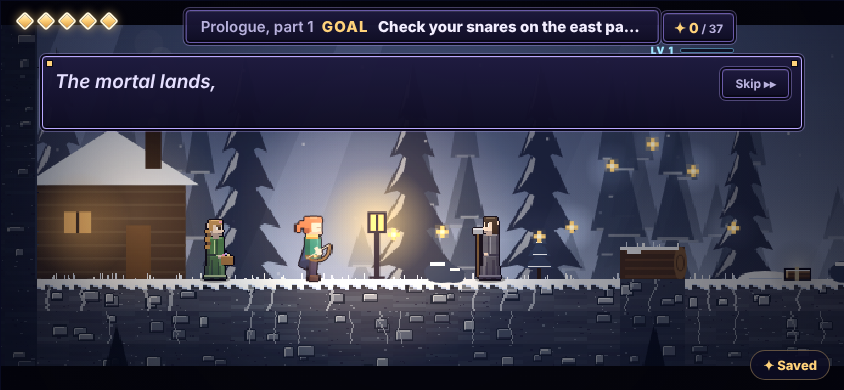 Prologue, part 1 GOAL Check your snares on the east pa...
✦ 0 / 37
LV 1
The mortal lands,
Skip ▸▸
✦ Saved